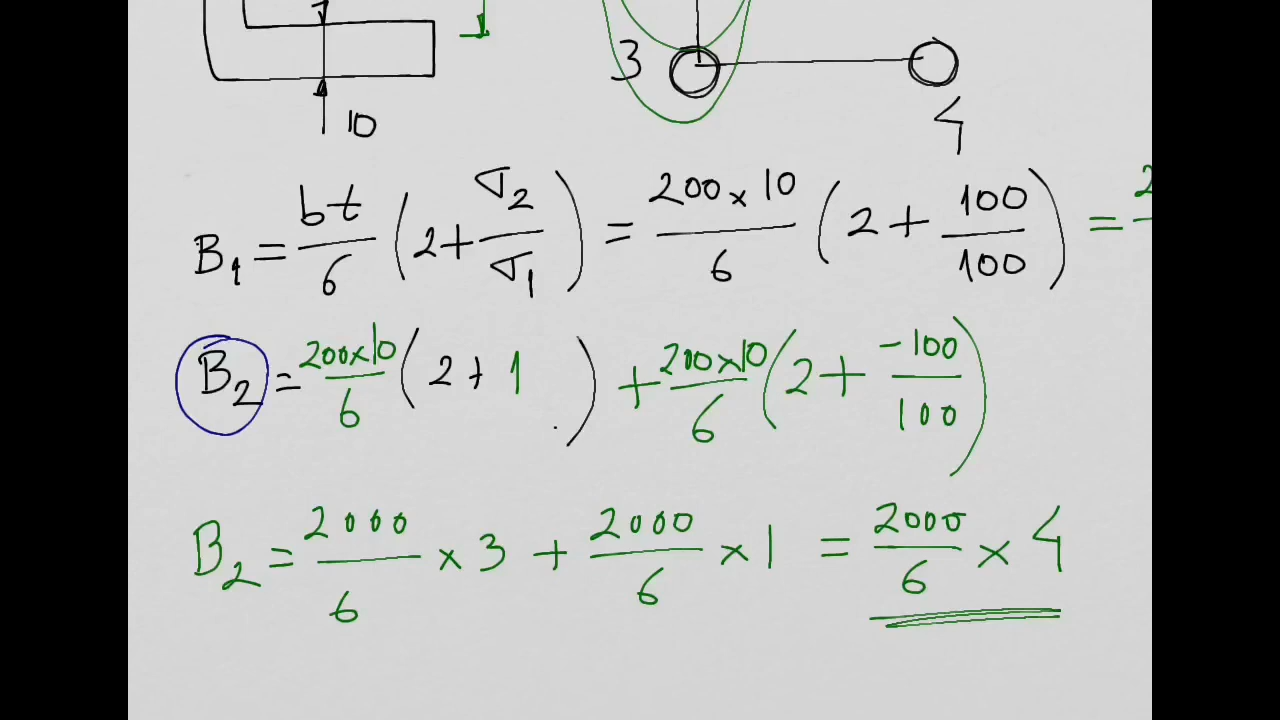 3
10
4
B₁ = bt/6 (2 + σ₂/σ₁) = 200 × 10/6 (2 + 100/100) = 2
B₂ = 200×10/6 (2 + 1) + 200×10/6 (2 + -100/100)
B₂ = 2000/6 × 3 + 2000/6 × 1 = 2000/6 × 4